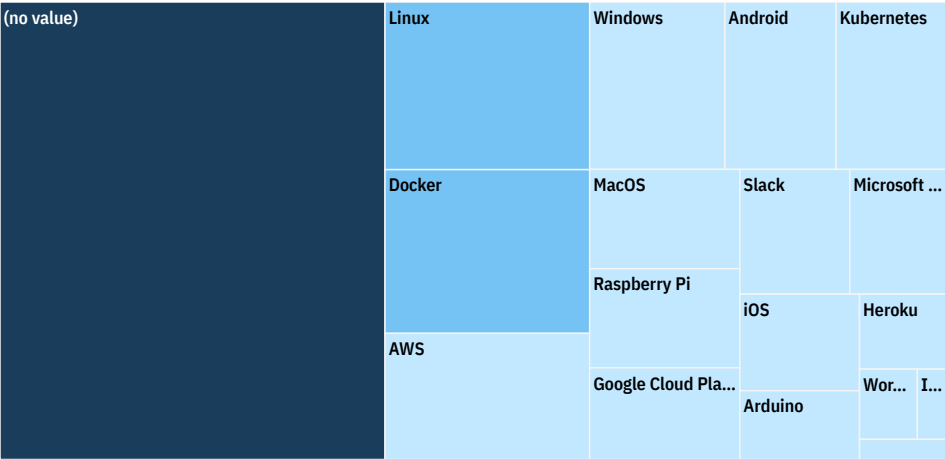 (no value)
Linux
Windows
Android
Kubernetes
Docker
MacOS
Slack
Microsoft ...
Raspberry Pi
iOS
Heroku
AWS
Google Cloud Pla...
Wor...
I...
Arduino